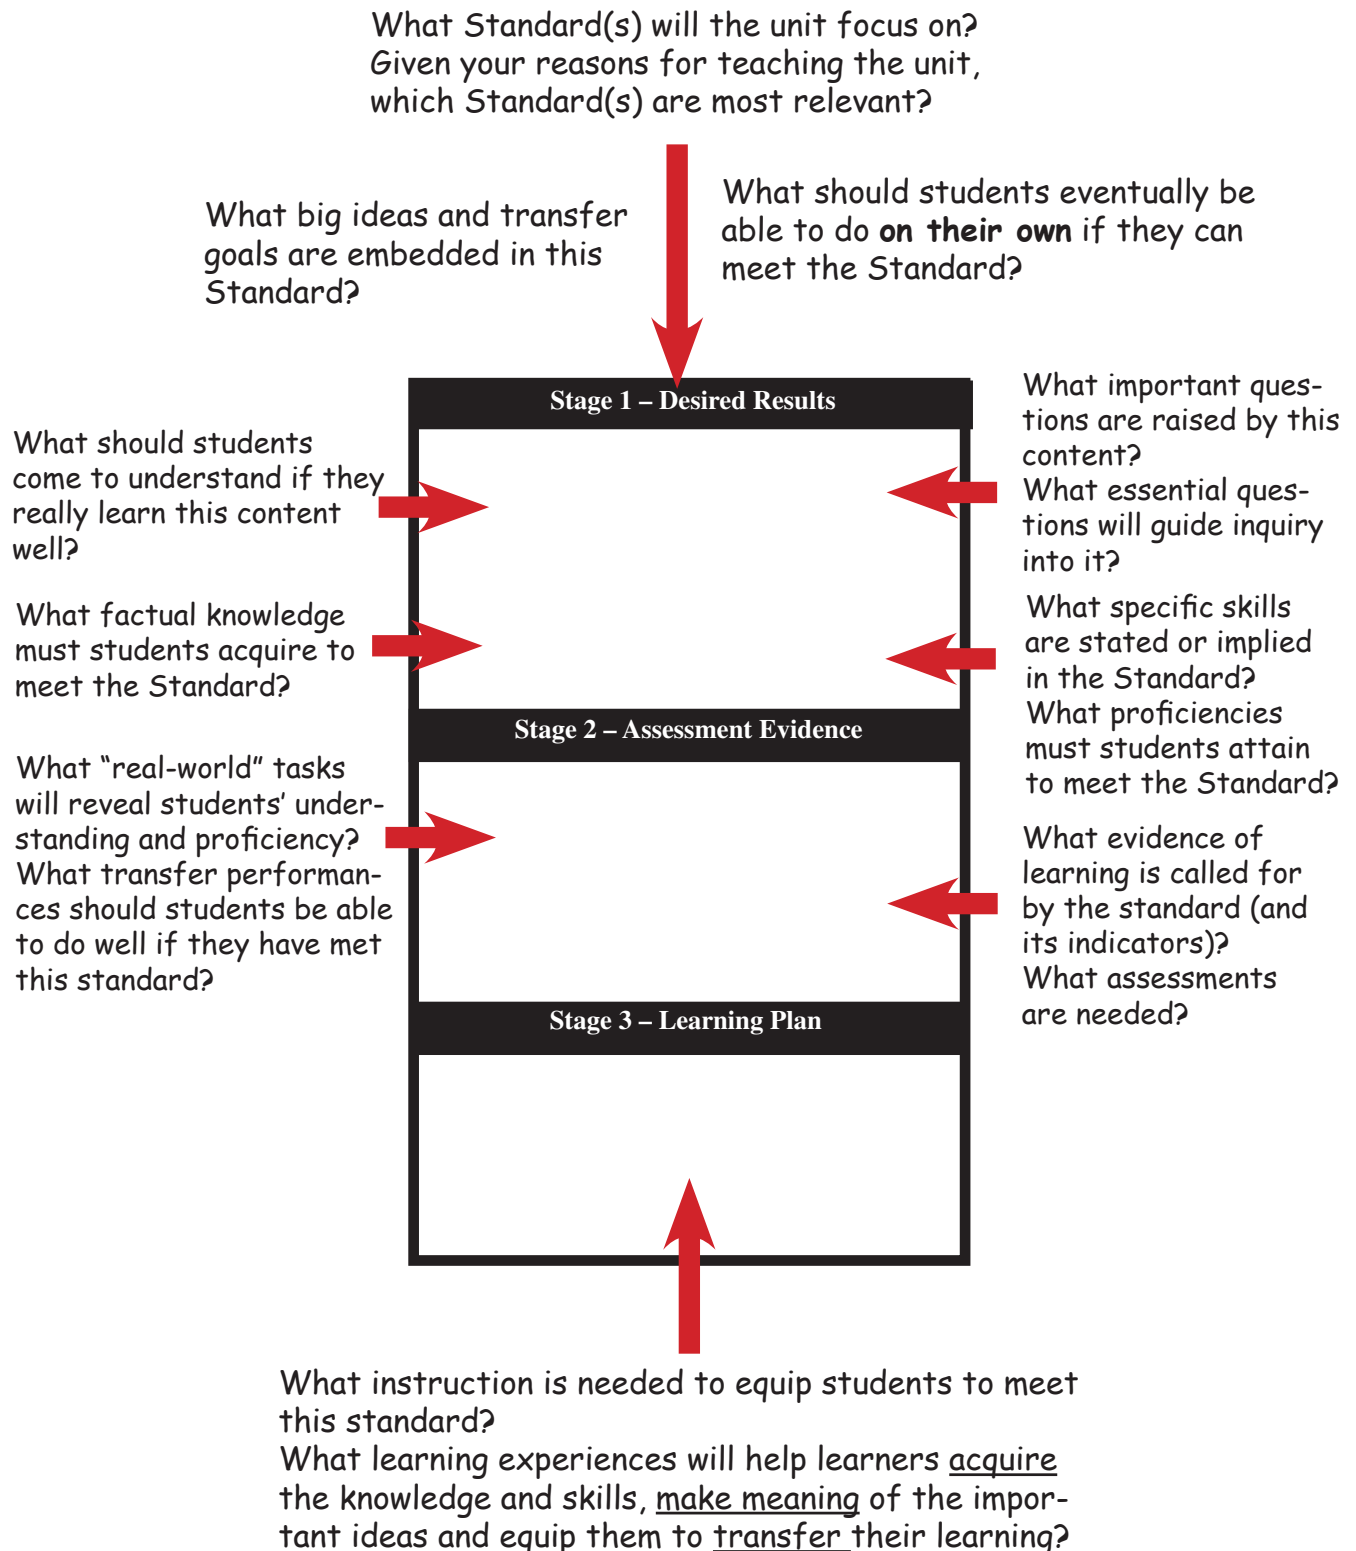 What Standard(s) will the unit focus on?
Given your reasons for teaching the unit,
which Standard(s) are most relevant?
What big ideas and transfer
goals are embedded in this
Standard?
What should students eventually be
able to do on their own if they can
meet the Standard?
Stage 1 – Desired Results
What should students
come to understand if they
really learn this content
well?
What important ques-
tions are raised by this
content?
What essential ques-
tions will guide inquiry
into it?
What factual knowledge
must students acquire to
meet the Standard?
What specific skills
are stated or implied
in the Standard?
What proficiencies
must students attain
to meet the Standard?
Stage 2 – Assessment Evidence
What “real-world” tasks
will reveal students’ under-
standing and proficiency?
What transfer performan-
ces should students be able
to do well if they have met
this standard?
What evidence of
learning is called for
by the standard (and
its indicators)?
What assessments
are needed?
Stage 3 – Learning Plan
What instruction is needed to equip students to meet
this standard?
What learning experiences will help learners acquire
the knowledge and skills, make meaning of the impor-
tant ideas and equip them to transfer their learning?